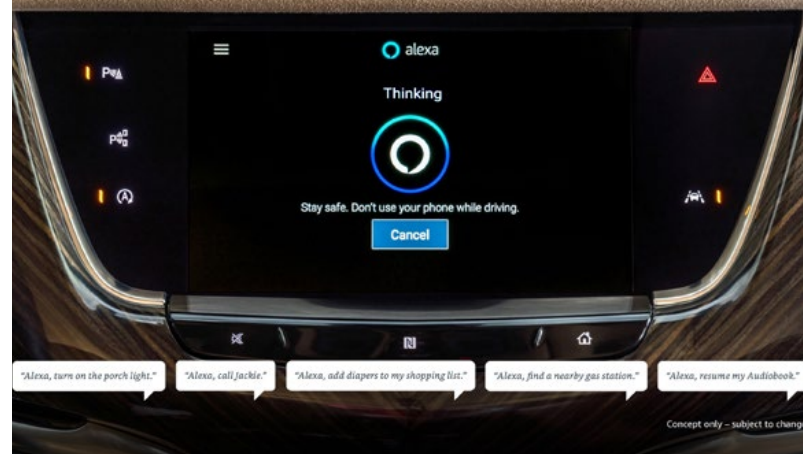 alexa
Thinking
Stay safe. Don't use your phone while driving.
Cancel
"Alexa, turn on the porch light."
"Alexa, call Jackie."
"Alexa, add diapers to my shopping list."
"Alexa, find a nearby gas station."
"Alexa, resume my Audiobook."
Concept only – subject to chang